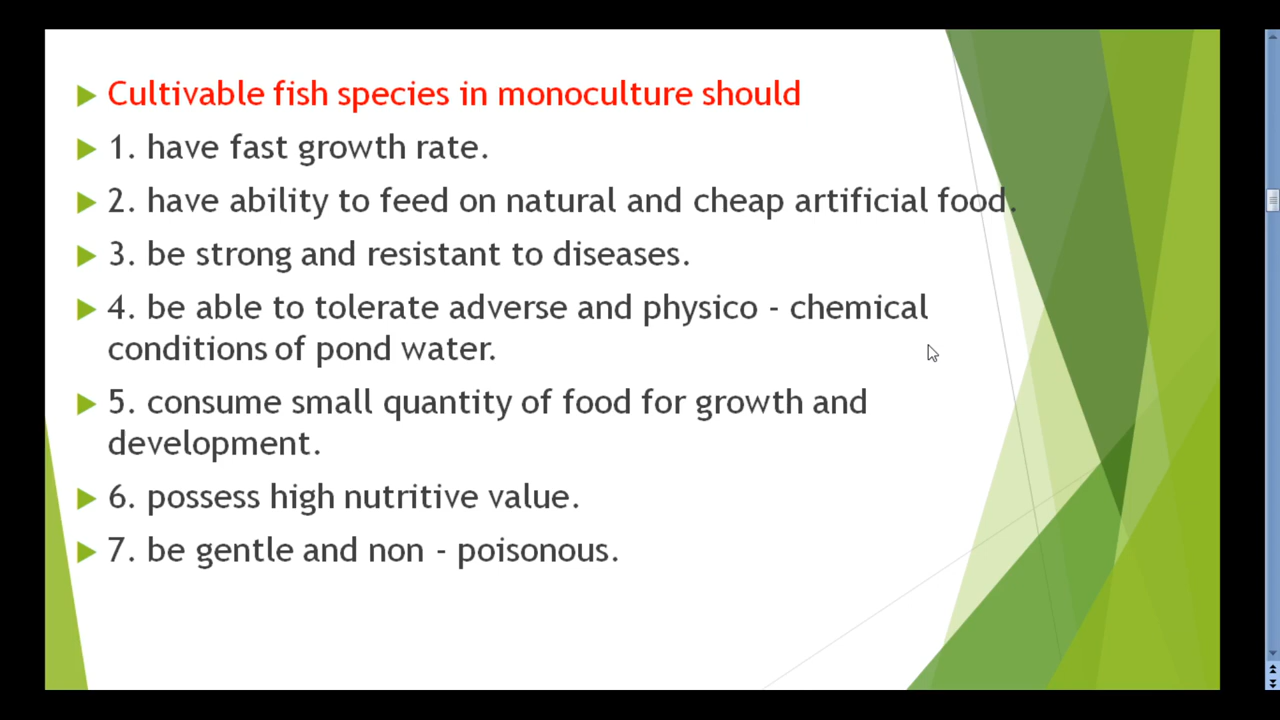 Cultivable fish species in monoculture should
1. have fast growth rate.
2. have ability to feed on natural and cheap artificial food.
3. be strong and resistant to diseases.
4. be able to tolerate adverse and physico - chemical
conditions of pond water.
5. consume small quantity of food for growth and
development.
6. possess high nutritive value.
7. be gentle and non - poisonous.